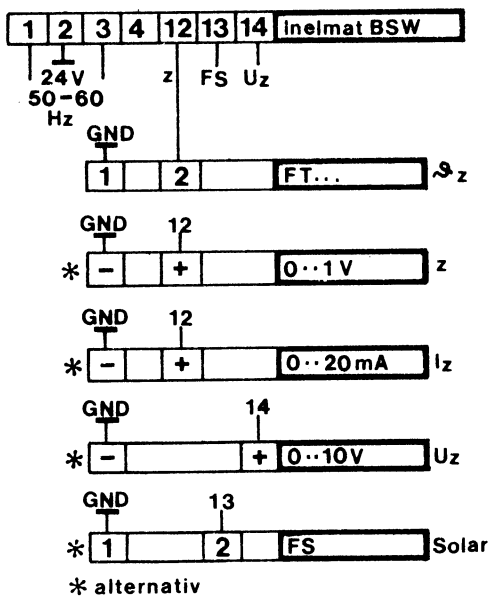 1 2 3 4 12 13 14 inelmat BSW
24V z FS Uz
50-60
Hz
GND
1 2 FT... ϑz
GND 12
* - + 0··1V z
GND 12
* - + 0··20mA Iz
GND 14
* - + 0··10V Uz
GND 13
* 1 2 FS Solar
* alternativ